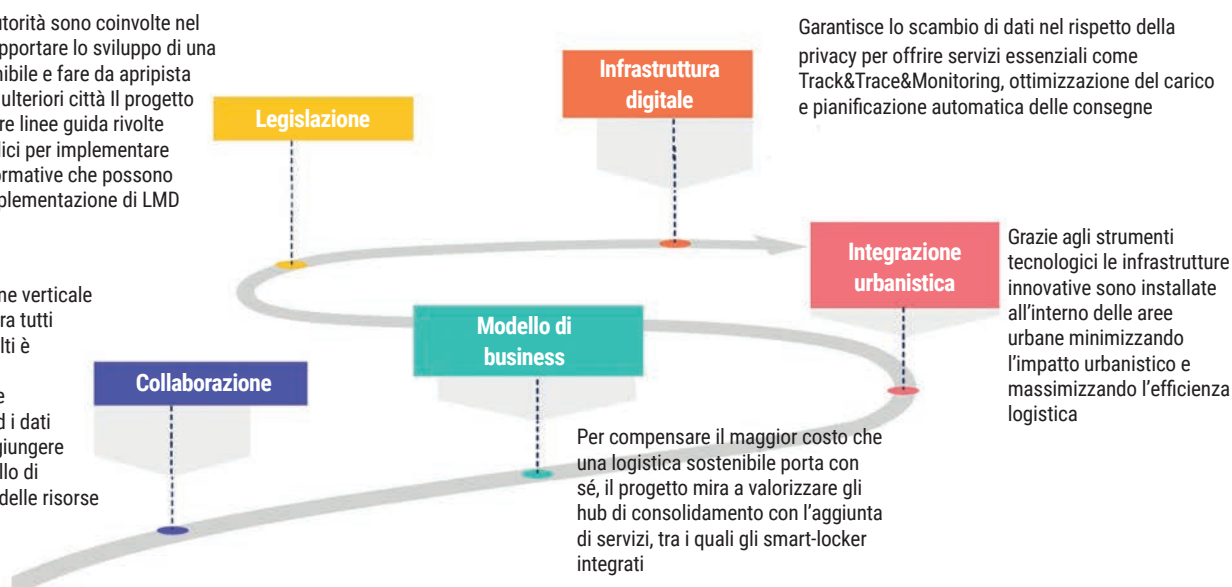 utorità sono coinvolte nel
pportare lo sviluppo di una
nibile e fare da apripista
ulteriori città Il progetto
re linee guida rivolte
lici per implementare
ormative che possono
plementazione di LMD
Legislazione
Infrastruttura
digitale
Garantisce lo scambio di dati nel rispetto della
privacy per offrire servizi essenziali come
Track&Trace&Monitoring, ottimizzazione del carico
e pianificazione automatica delle consegne
ne verticale
ra tutti
lti è
e
d i dati
giungere
llo di
delle risorse
Collaborazione
Modello di
business
Per compensare il maggior costo che
una logistica sostenibile porta con
sé, il progetto mira a valorizzare gli
hub di consolidamento con l'aggiunta
di servizi, tra i quali gli smart-locker
integrati
Integrazione
urbanistica
Grazie agli strumenti
tecnologici le infrastrutture
innovative sono installate
all'interno delle aree
urbane minimizzando
l'impatto urbanistico e
massimizzando l'efficienza
logistica